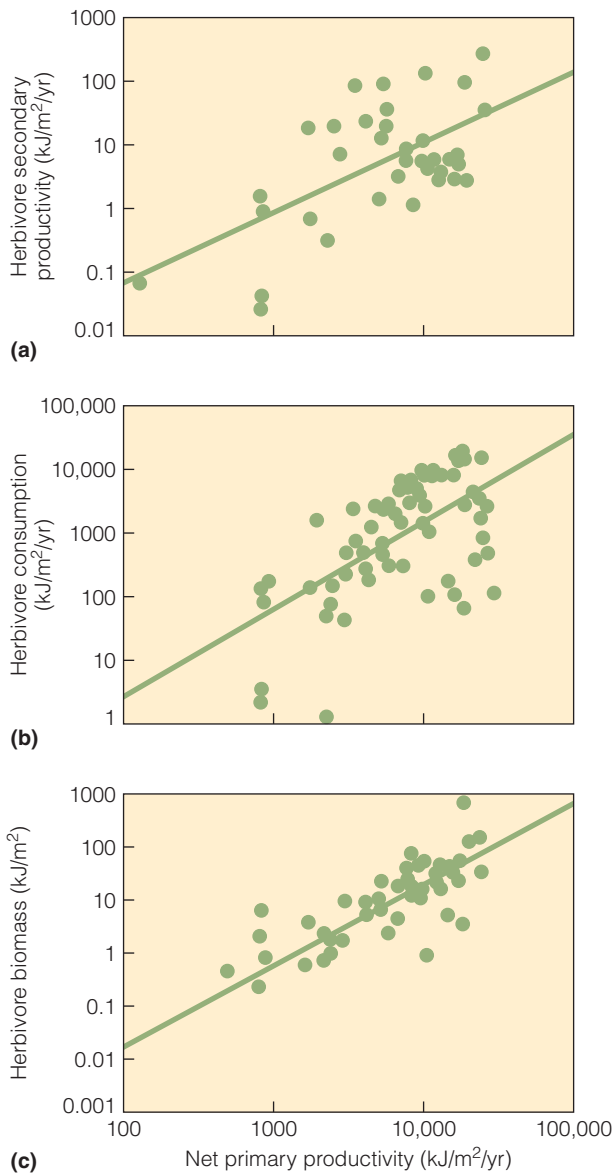 1000
100
10
1
0.1
0.01
Herbivore secondary
productivity (kJ/m²/yr)
(a)
100,000
10,000
1000
100
10
1
Herbivore consumption
(kJ/m²/yr)
(b)
1000
100
10
1
0.1
0.01
0.001
Herbivore biomass (kJ/m²)
100 1000 10,000 100,000
(c) Net primary productivity (kJ/m²/yr)